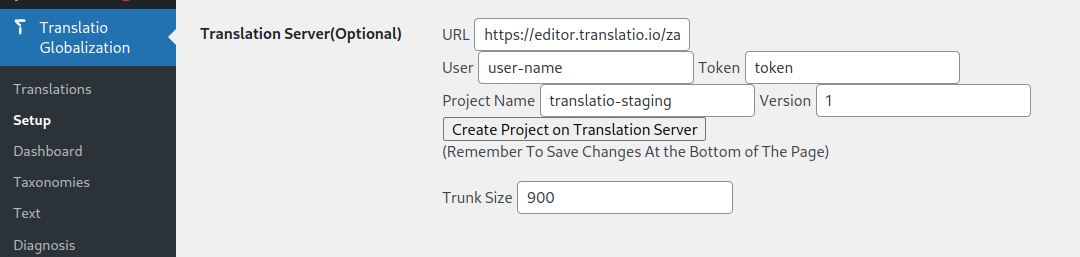 Translatio
Globalization
Translations
Setup
Dashboard
Taxonomies
Text
Diagnosis
Translation Server(Optional)
URL https://editor.translatio.io/za
User user-name Token token
Project Name translatio-staging Version 1
Create Project on Translation Server
(Remember To Save Changes At the Bottom of The Page)
Trunk Size 900